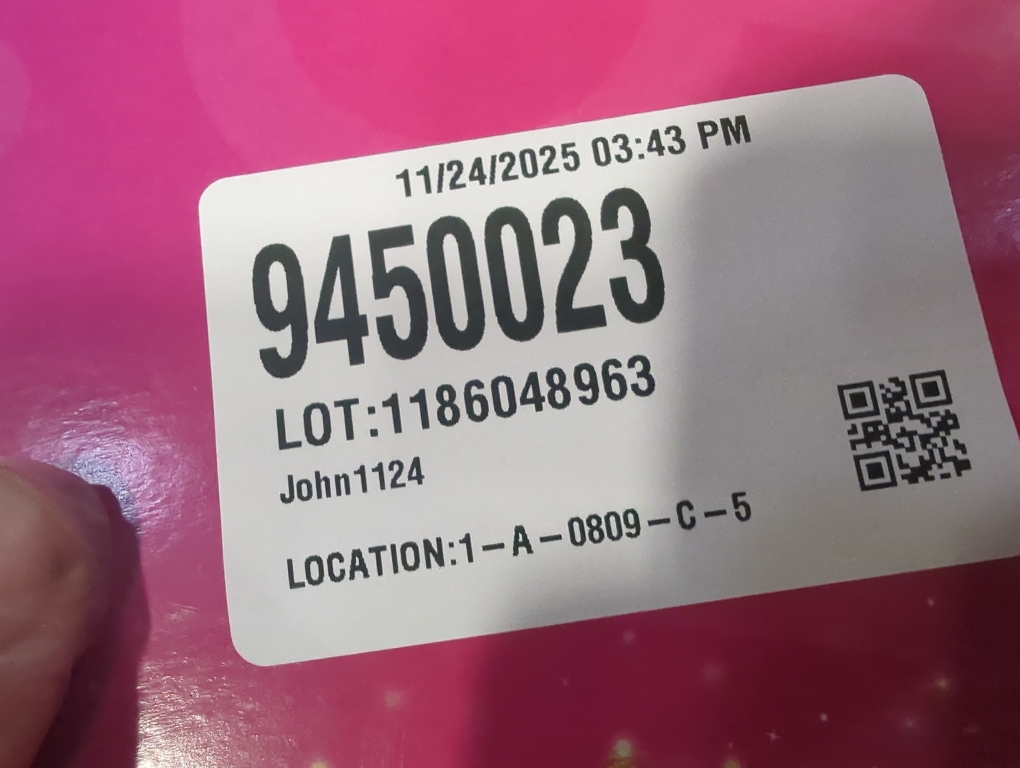 11/24/2025 03:43 PM
9450023
LOT:1186048963
John1124
LOCATION:1-A-0809-C-5